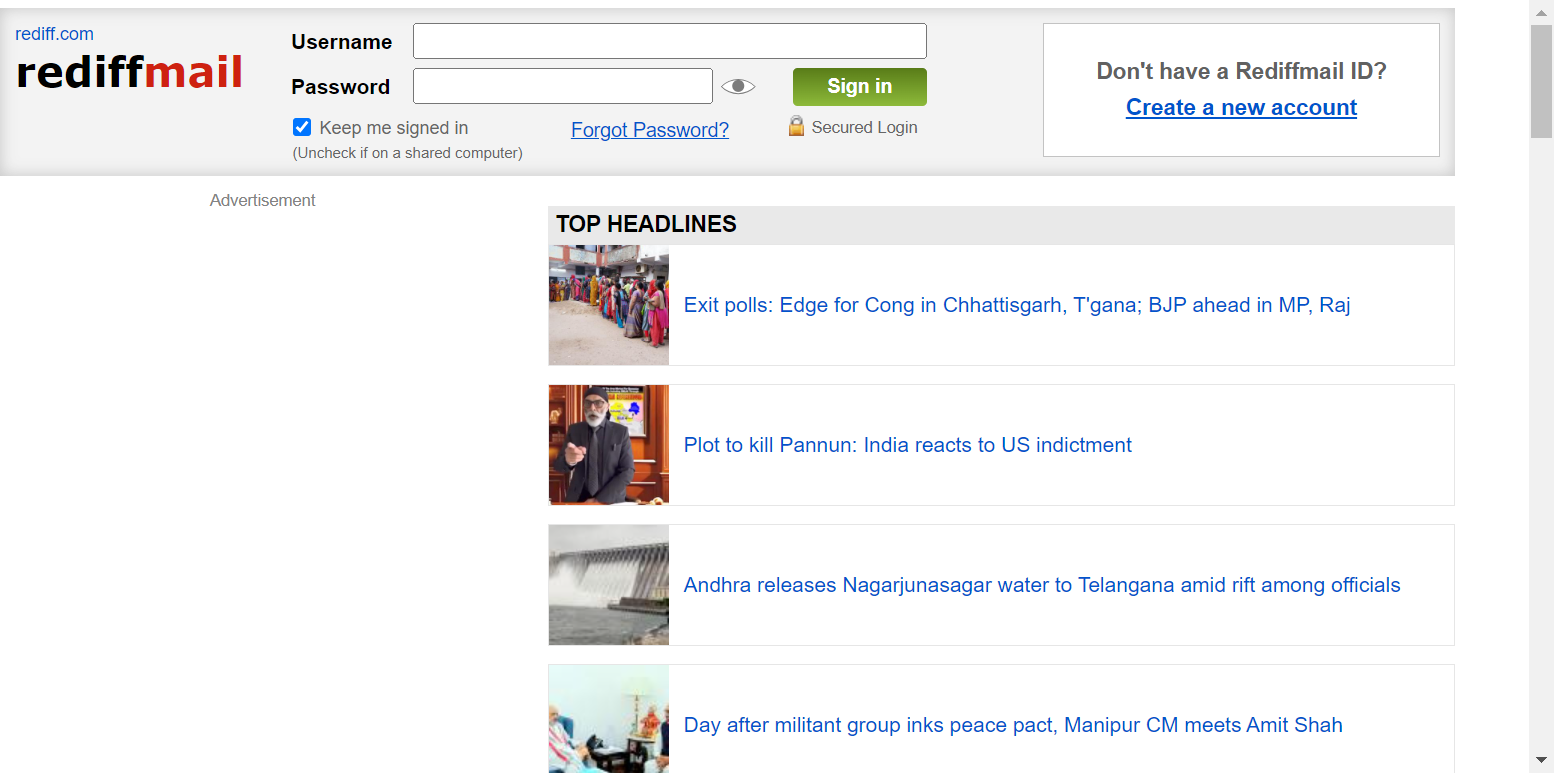 rediff.com
rediffmail
Username
Password
Sign in
Keep me signed in
(Uncheck if on a shared computer)
Forgot Password?
Secured Login
Don't have a Rediffmail ID?
Create a new account
Advertisement
TOP HEADLINES
Exit polls: Edge for Cong in Chhattisgarh, T'gana; BJP ahead in MP, Raj
Plot to kill Pannun: India reacts to US indictment
Andhra releases Nagarjunasagar water to Telangana amid rift among officials
Day after militant group inks peace pact, Manipur CM meets Amit Shah